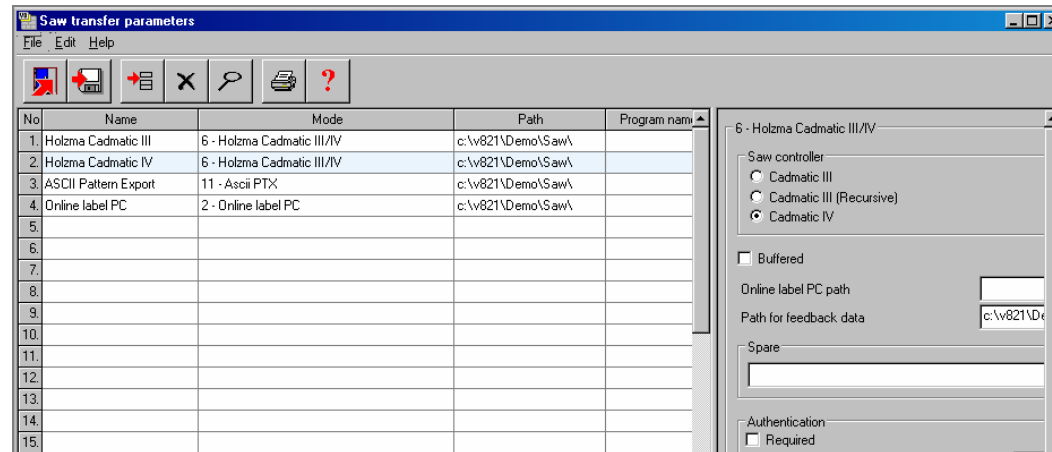 Saw transfer parameters
File Edit Help
No Name Mode Path Program name
1. Holzma Cadmatic III 6 - Holzma Cadmatic III/IV c:\v821\Demo\Saw\
2. Holzma Cadmatic IV 6 - Holzma Cadmatic III/IV c:\v821\Demo\Saw\
3. ASCII Pattern Export 11 - Ascii PTX c:\v821\Demo\Saw\
4. Online label PC 2 - Online label PC c:\v821\Demo\Saw\
5.
6.
7.
8.
9.
10.
11.
12.
13.
14.
15.
6 - Holzma Cadmatic III/IV
Saw controller
Cadmatic III
Cadmatic III (Recursive)
Cadmatic IV
Buffered
Online label PC path
Path for feedback data c:\v821\De
Spare
Authentication
Required